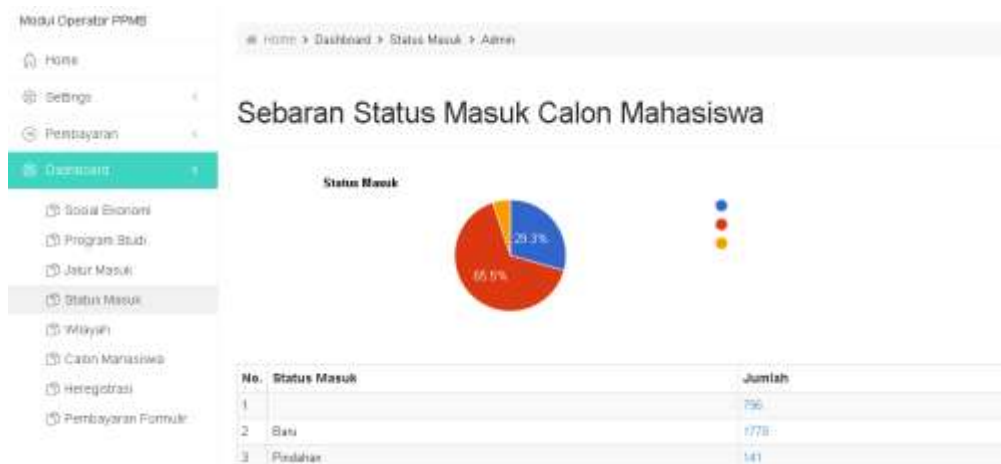 Modul Operator PPMB
Home > Dashboard > Status Masuk > Admin
Home
Settings
Pembayaran
Dashboard
Sebaran Status Masuk Calon Mahasiswa
Status Masuk
29.3%
65.5%
Sosial Ekonomi
Program Studi
Jalur Masuk
Status Masuk
Wilayah
Calon Mahasiswa
Heregistrasi
Pembayaran Formulir
No. Status Masuk Jumlah
1 796
2 Baru 1778
3 Pindahan 141